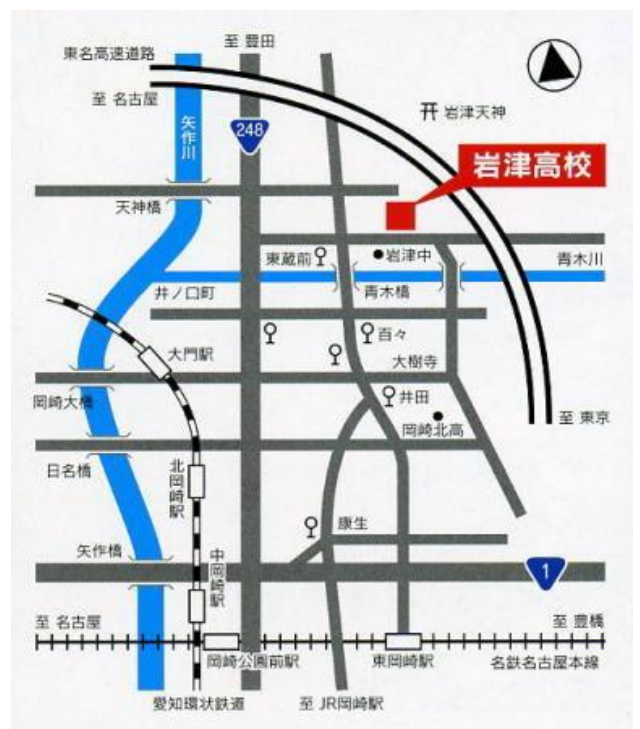 至 豊田
東名高速道路
至 名古屋
矢作川
248
岩津天神
岩津高校
天神橋
東蔵前
岩津中
青木川
井ノ口町
青木橋
百々
大門駅
大樹寺
岡崎大橋
井田
至 東京
岡崎北高
日名橋
北岡崎駅
康生
矢作橋
中岡崎駅
1
至 名古屋
至 豊橋
岡崎公園前駅
東岡崎駅
名鉄名古屋本線
愛知環状鉄道
至 JR岡崎駅